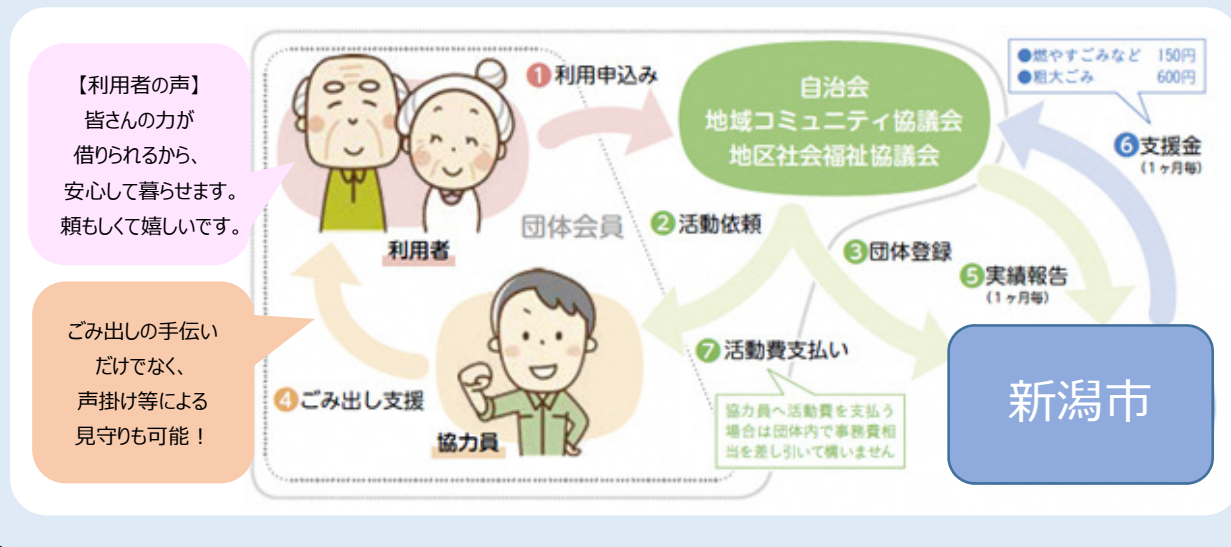 【利用者の声】
皆さんの力が
借りられるから、
安心して暮らせます。
頼もしくて嬉しいです。
ごみ出しの手伝い
だけでなく、
声掛け等による
見守りも可能！
❶利用申込み
自治会
地域コミュニティ協議会
地区社会福祉協議会
●燃やすごみなど 150円
●粗大ごみ 600円
❻支援金
(1ヶ月毎)
団体会員
❷活動依頼
❸団体登録
❺実績報告
(1ヶ月毎)
利用者
❹ごみ出し支援
協力員
❼活動費支払い
協力員へ活動費を支払う
場合は団体内で事務費相
当を差し引いて構いません
新潟市